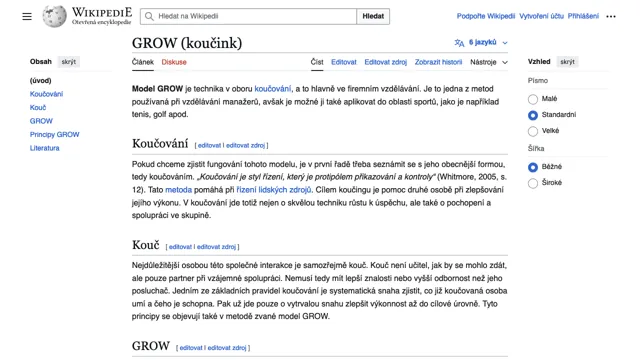 WIKIPEDIE
Otevřená encyklopedie
Hledat na Wikipedii
Hledat
Podpořte Wikipedii Vytvoření účtu Přihlášení
GROW (koučink)
6 jazyků
Článek Diskuse
Číst Editovat Editovat zdroj Zobrazit historii Nástroje
Obsah skrýt
(úvod)
Koučování
Kouč
GROW
Principy GROW
Literatura
Model GROW je technika v oboru koučování, a to hlavně ve firemním vzdělávání. Je to jedna z metod
používaná při vzdělávání manažerů, avšak je možné ji také aplikovat do oblasti sportů, jako je například
tenis, golf apod.
Koučování [ editovat | editovat zdroj ]
Pokud chceme zjistit fungování tohoto modelu, je v první řadě třeba seznámit se s jeho obecnější formou,
tedy koučováním. „Koučování je styl řízení, který je protipólem přikazování a kontroly“ (Whitmore, 2005, s.
12). Tato metoda pomáhá při řízení lidských zdrojů. Cílem koučingu je pomoc druhé osobě při zlepšování
jejího výkonu. V koučování jde totiž nejen o skvělou techniku růstu k úspěchu, ale také o pochopení a
spolupráci ve skupině.
Kouč [ editovat | editovat zdroj ]
Nejdůležitější osobou této společné interakce je samozřejmě kouč. Kouč není učitel, jak by se mohlo zdát,
ale pouze partner při vzájemné spolupráci. Nemusí tedy mít lepší znalosti nebo vyšší odbornost než jeho
posluchač. Jedním ze základních pravidel koučování je systematická snaha zjistit, co již koučovaná osoba
umí a čeho je schopna. Pak už jde pouze o vytrvalou snahu zlepšit výkonnost až do cílové úrovně. Tyto
principy se objevují také v metodě zvané model GROW.
GROW [ editovat | editovat zdroj ]
Vzhled skrýt
Písmo
Malé
Standardní
Velké
Šířka
Běžné
Široké